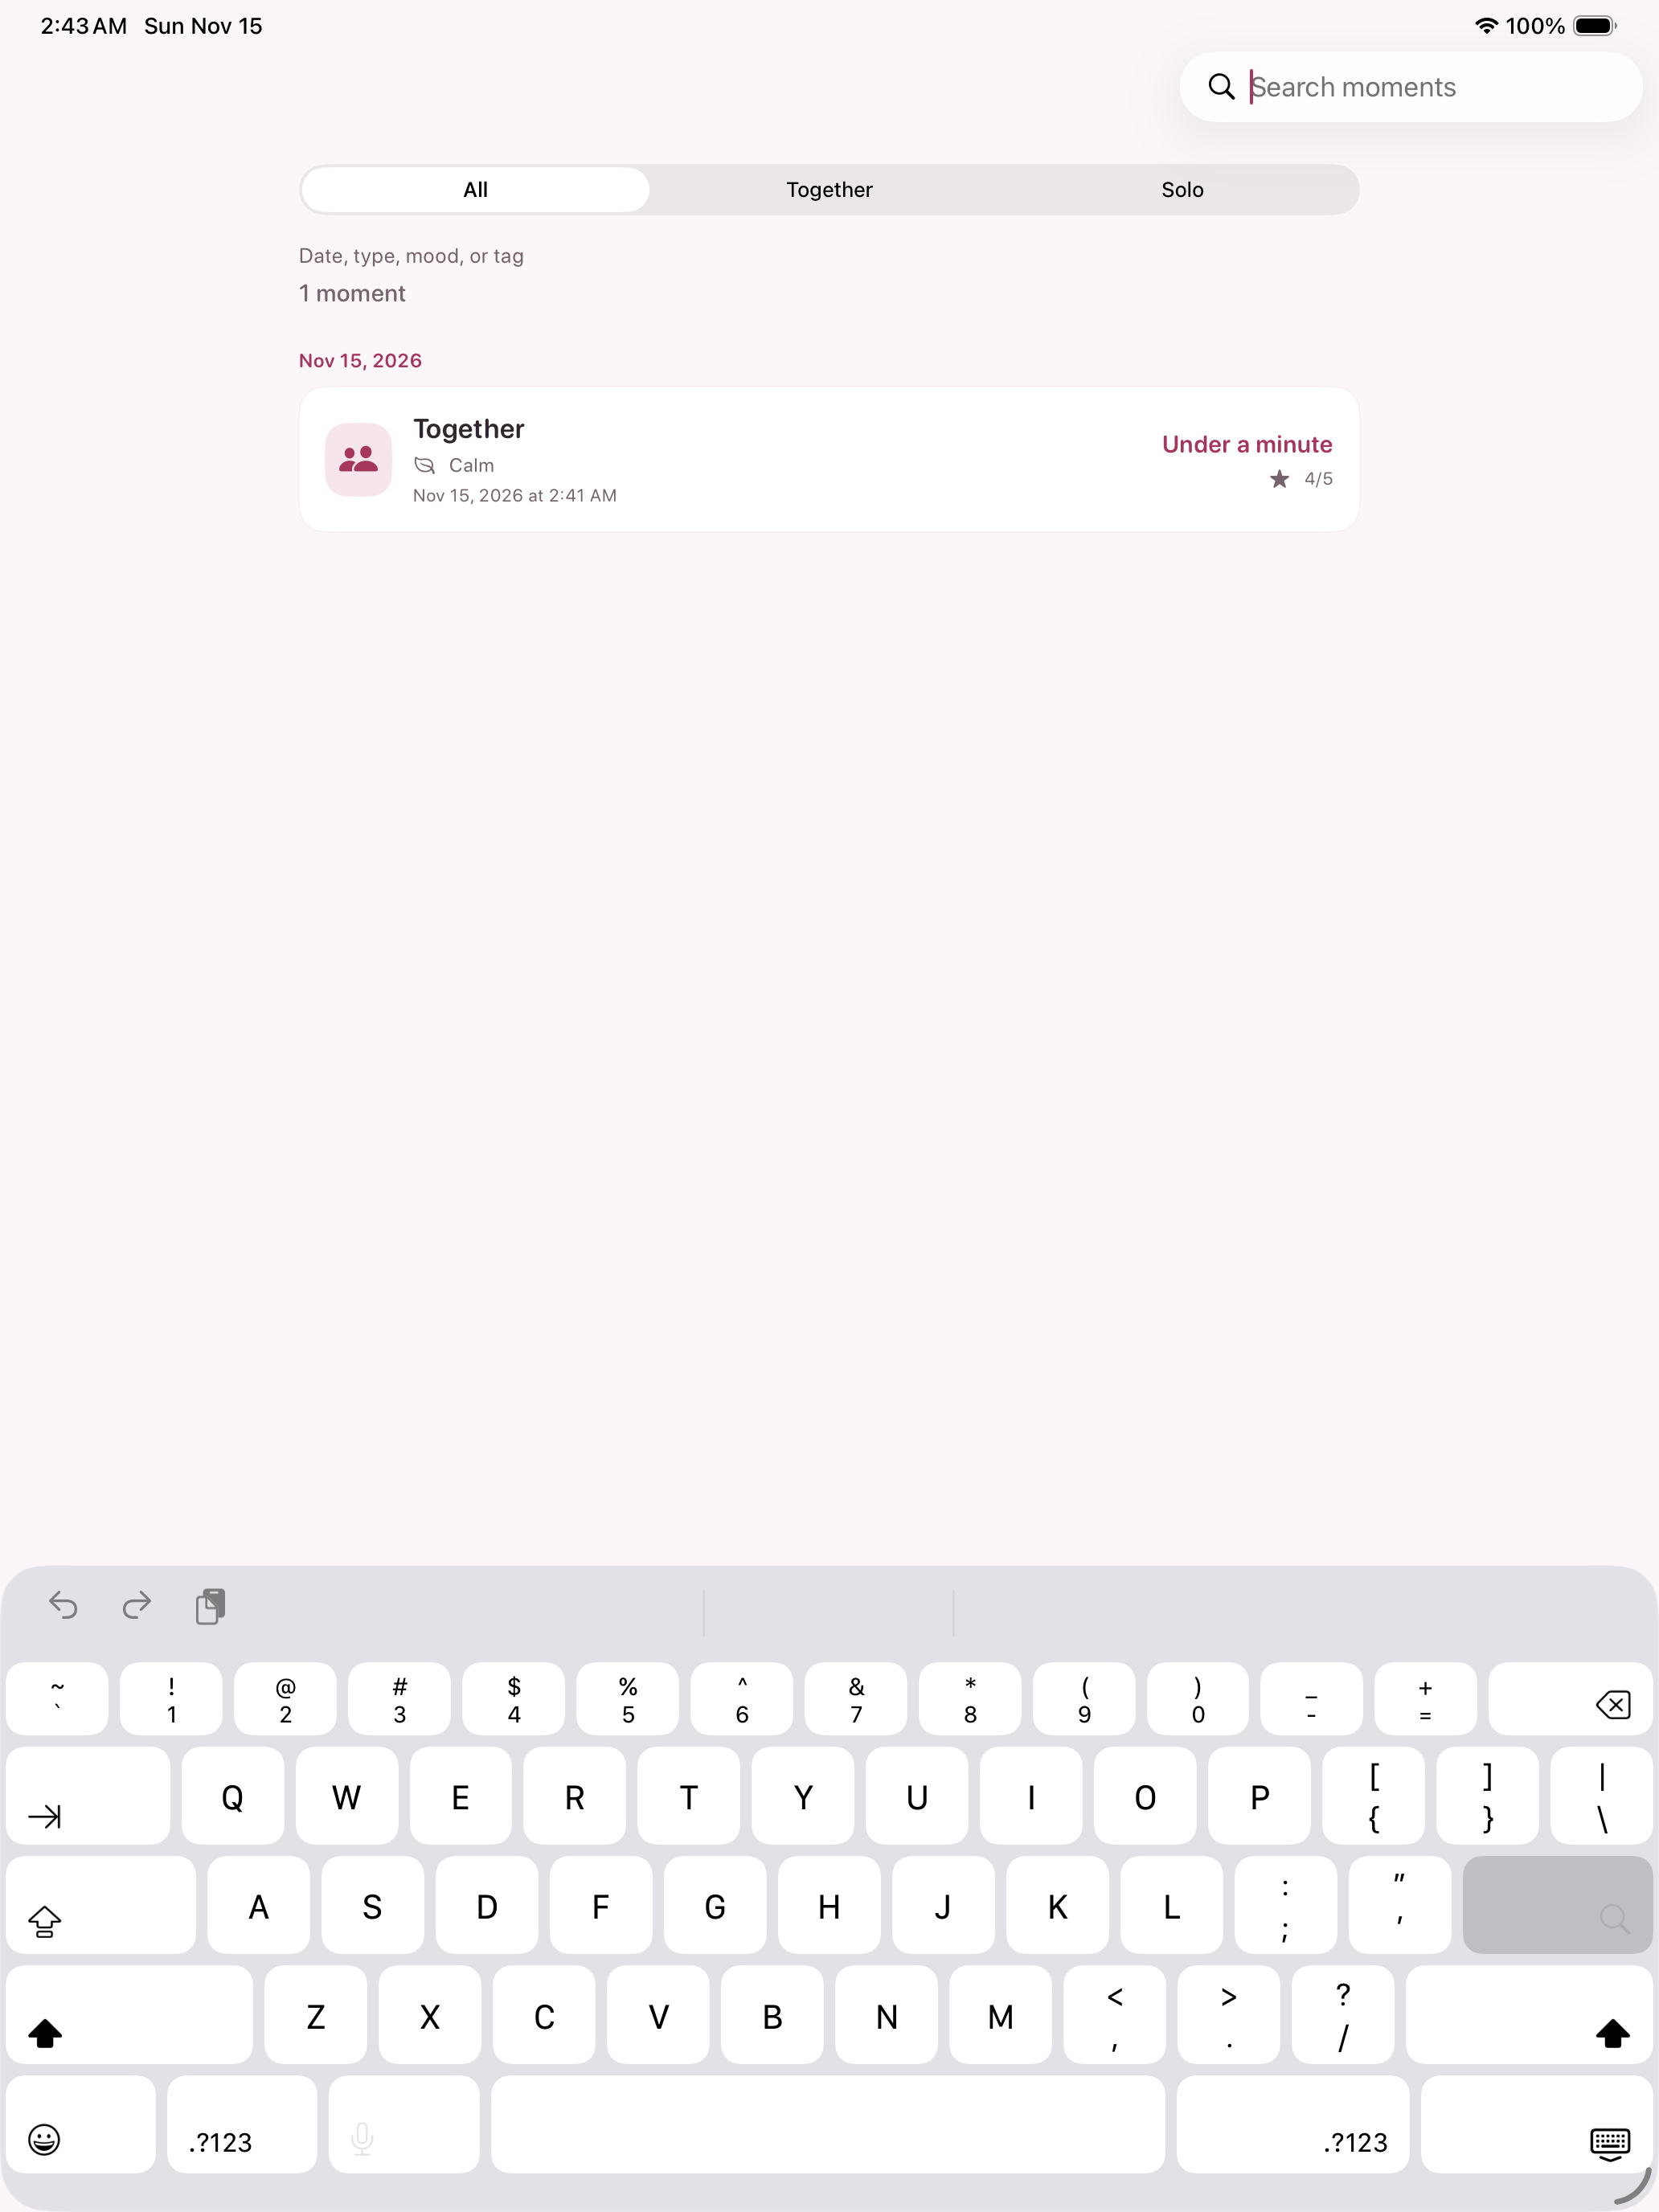 2:43 AM Sun Nov 15
100%
Search moments
All Together Solo
Date, type, mood, or tag
1 moment
Nov 15, 2026
Together
Calm
Nov 15, 2026 at 2:41 AM
Under a minute
4/5
~ ! @ # $ % ^ & * ( ) _ +
` 1 2 3 4 5 6 7 8 9 0 - =
Q W E R T Y U I O P [ ] |
{ } \
A S D F G H J K L : "
; '
Z X C V B N M < > ?
, . /
.?123 .?123